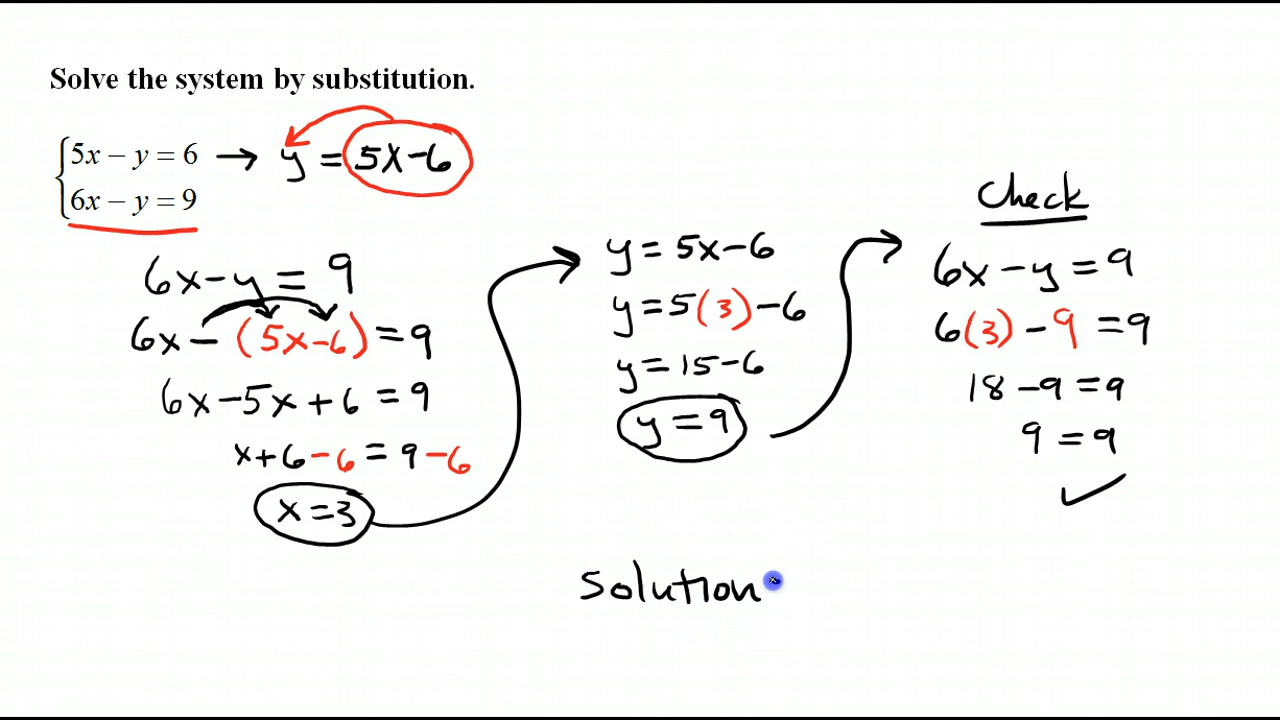 Solve the system by substitution.
5x − y = 6 → y = 5x-6
6x − y = 9
6x-y = 9
6x-(5x-6)=9
6x-5x+6=9
x+6-6=9-6
x=3
y=5x-6
y=5(3)-6
y=15-6
y=9
Check
6x-y=9
6(3)-9=9
18-9=9
9=9
Solution